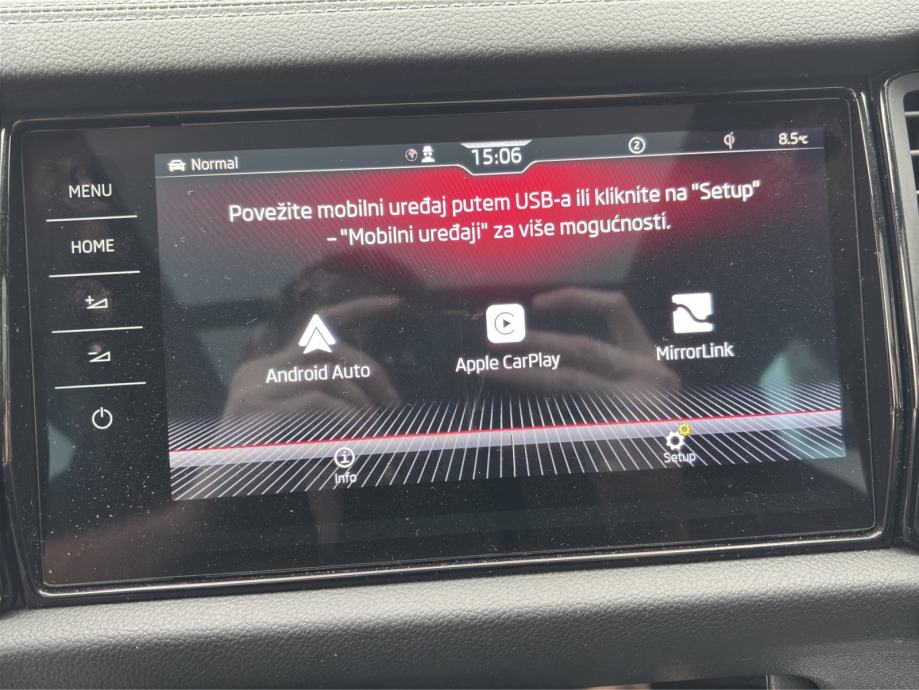 Normal
15:06
2
8.5°C
MENU
HOME
Povežite mobilni uređaj putem USB-a ili kliknite na "Setup"
– "Mobilni uređaji" za više mogućnosti.
Android Auto
Apple CarPlay
MirrorLink
Info
Setup